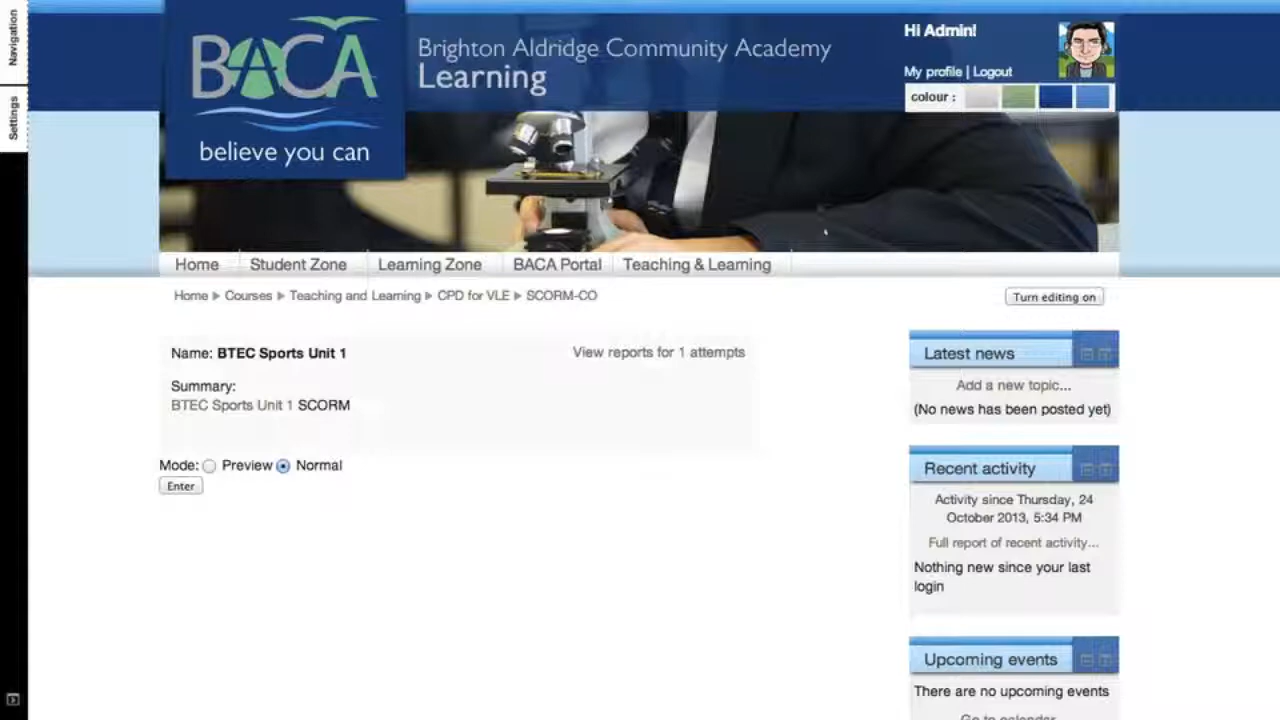 Navigation
Settings
BACA
believe you can
Brighton Aldridge Community Academy
Learning
Hi Admin!
My profile | Logout
colour :
Home
Student Zone
Learning Zone
BACA Portal
Teaching & Learning
Home ▶ Courses ▶ Teaching and Learning ▶ CPD for VLE ▶ SCORM-CO
Turn editing on
Name: BTEC Sports Unit 1
View reports for 1 attempts
Summary:
BTEC Sports Unit 1 SCORM
Mode: Preview Normal
Enter
Latest news
Add a new topic...
(No news has been posted yet)
Recent activity
Activity since Thursday, 24
October 2013, 5:34 PM
Full report of recent activity...
Nothing new since your last
login
Upcoming events
There are no upcoming events
Go to calendar